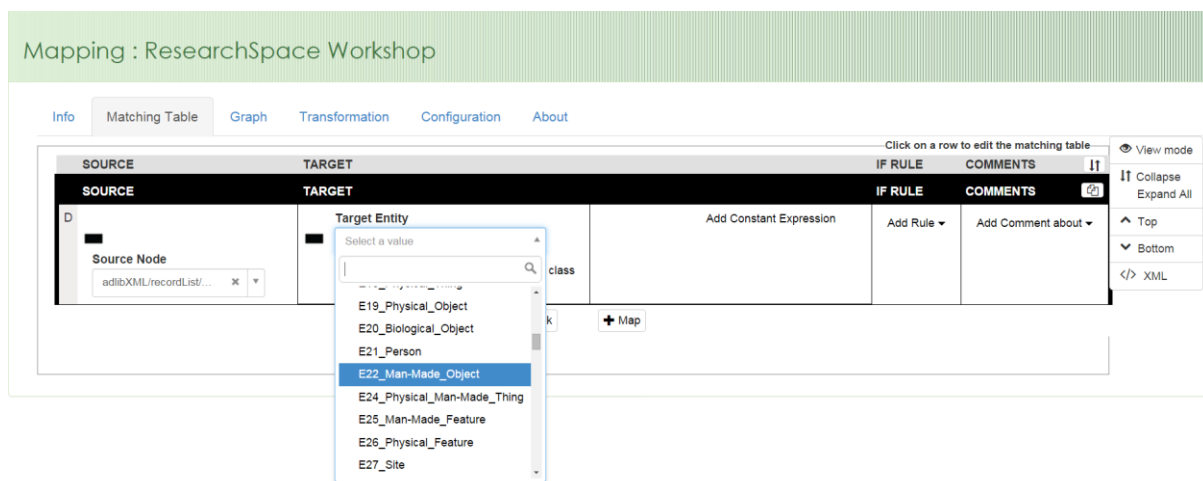 Mapping : ResearchSpace Workshop
Info Matching Table Graph Transformation Configuration About
Click on a row to edit the matching table
SOURCE TARGET IF RULE COMMENTS
SOURCE TARGET IF RULE COMMENTS
View mode
Collapse
Expand All
Top
Bottom
</> XML
D
Source Node
adlibXML/recordList/...
Target Entity
Select a value
class
Add Constant Expression
Add Rule
Add Comment about
E19_Physical_Object
E20_Biological_Object
E21_Person
E22_Man-Made_Object
E24_Physical_Man-Made_Thing
E25_Man-Made_Feature
E26_Physical_Feature
E27_Site
k
Map